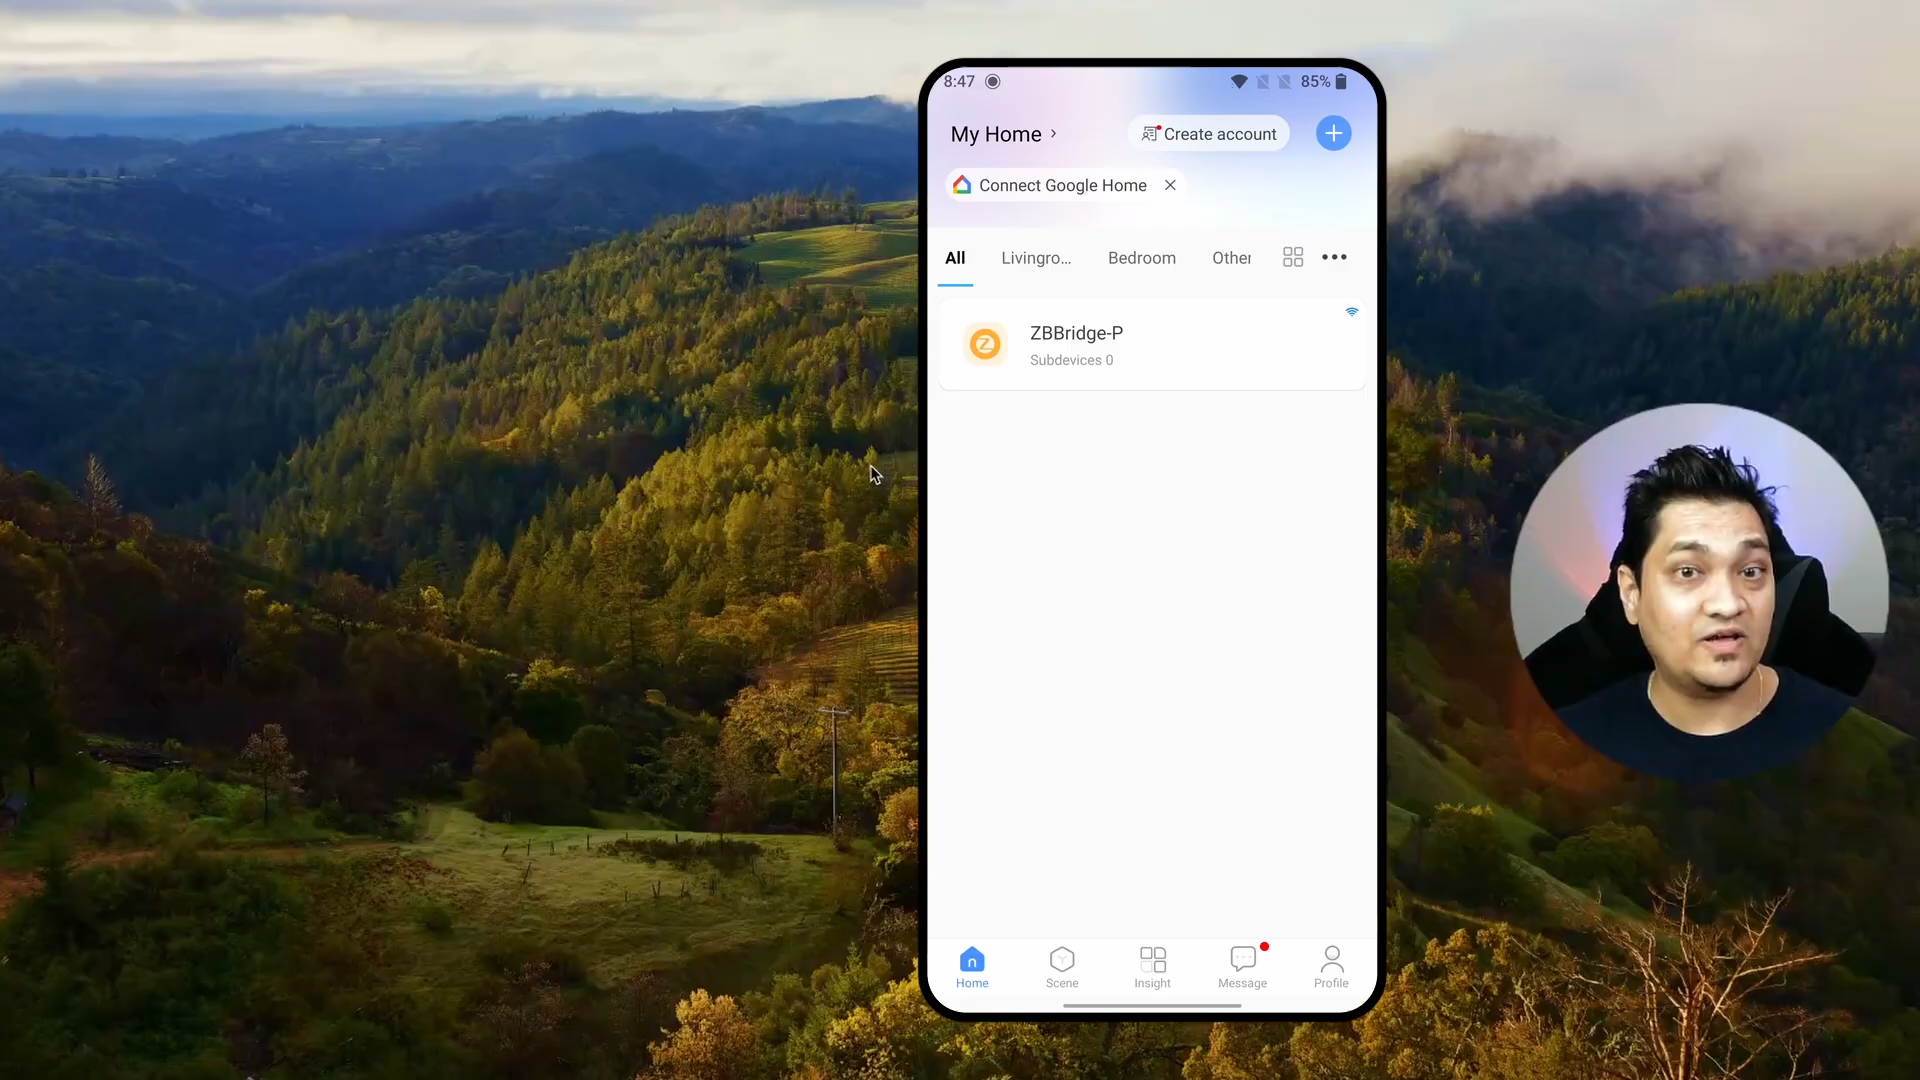 8:47
85%
My Home
Create account
Connect Google Home
All
Livingro...
Bedroom
Other
ZBBridge-P
Subdevices 0
Home
Scene
Insight
Message
Profile